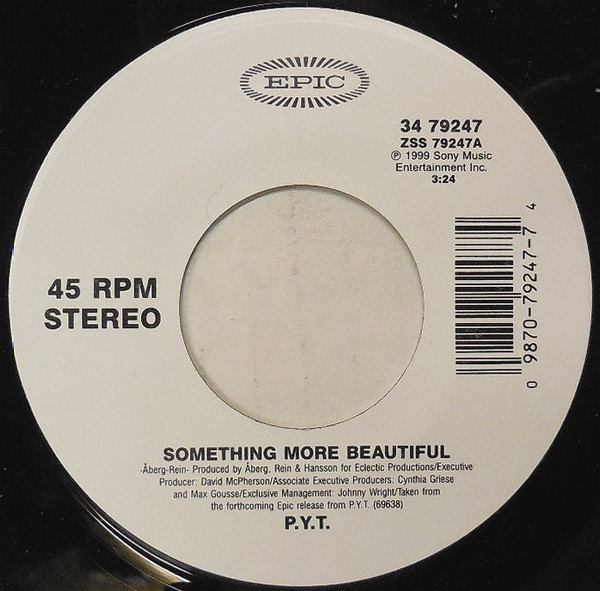 EPIC
34 79247
ZSS 79247A
℗ 1999 Sony Music
Entertainment Inc.
3:24
45 RPM
STEREO
0 9870-79247-7 4
SOMETHING MORE BEAUTIFUL
-Åberg-Rein- Produced by Åberg, Rein & Hansson for Eclectic Productions/Executive
Producer: David McPherson/Associate Executive Producers: Cynthia Griese
and Max Gousse/Exclusive Management: Johnny Wright/Taken from
the forthcoming Epic release from P.Y.T. (69638)
P.Y.T.